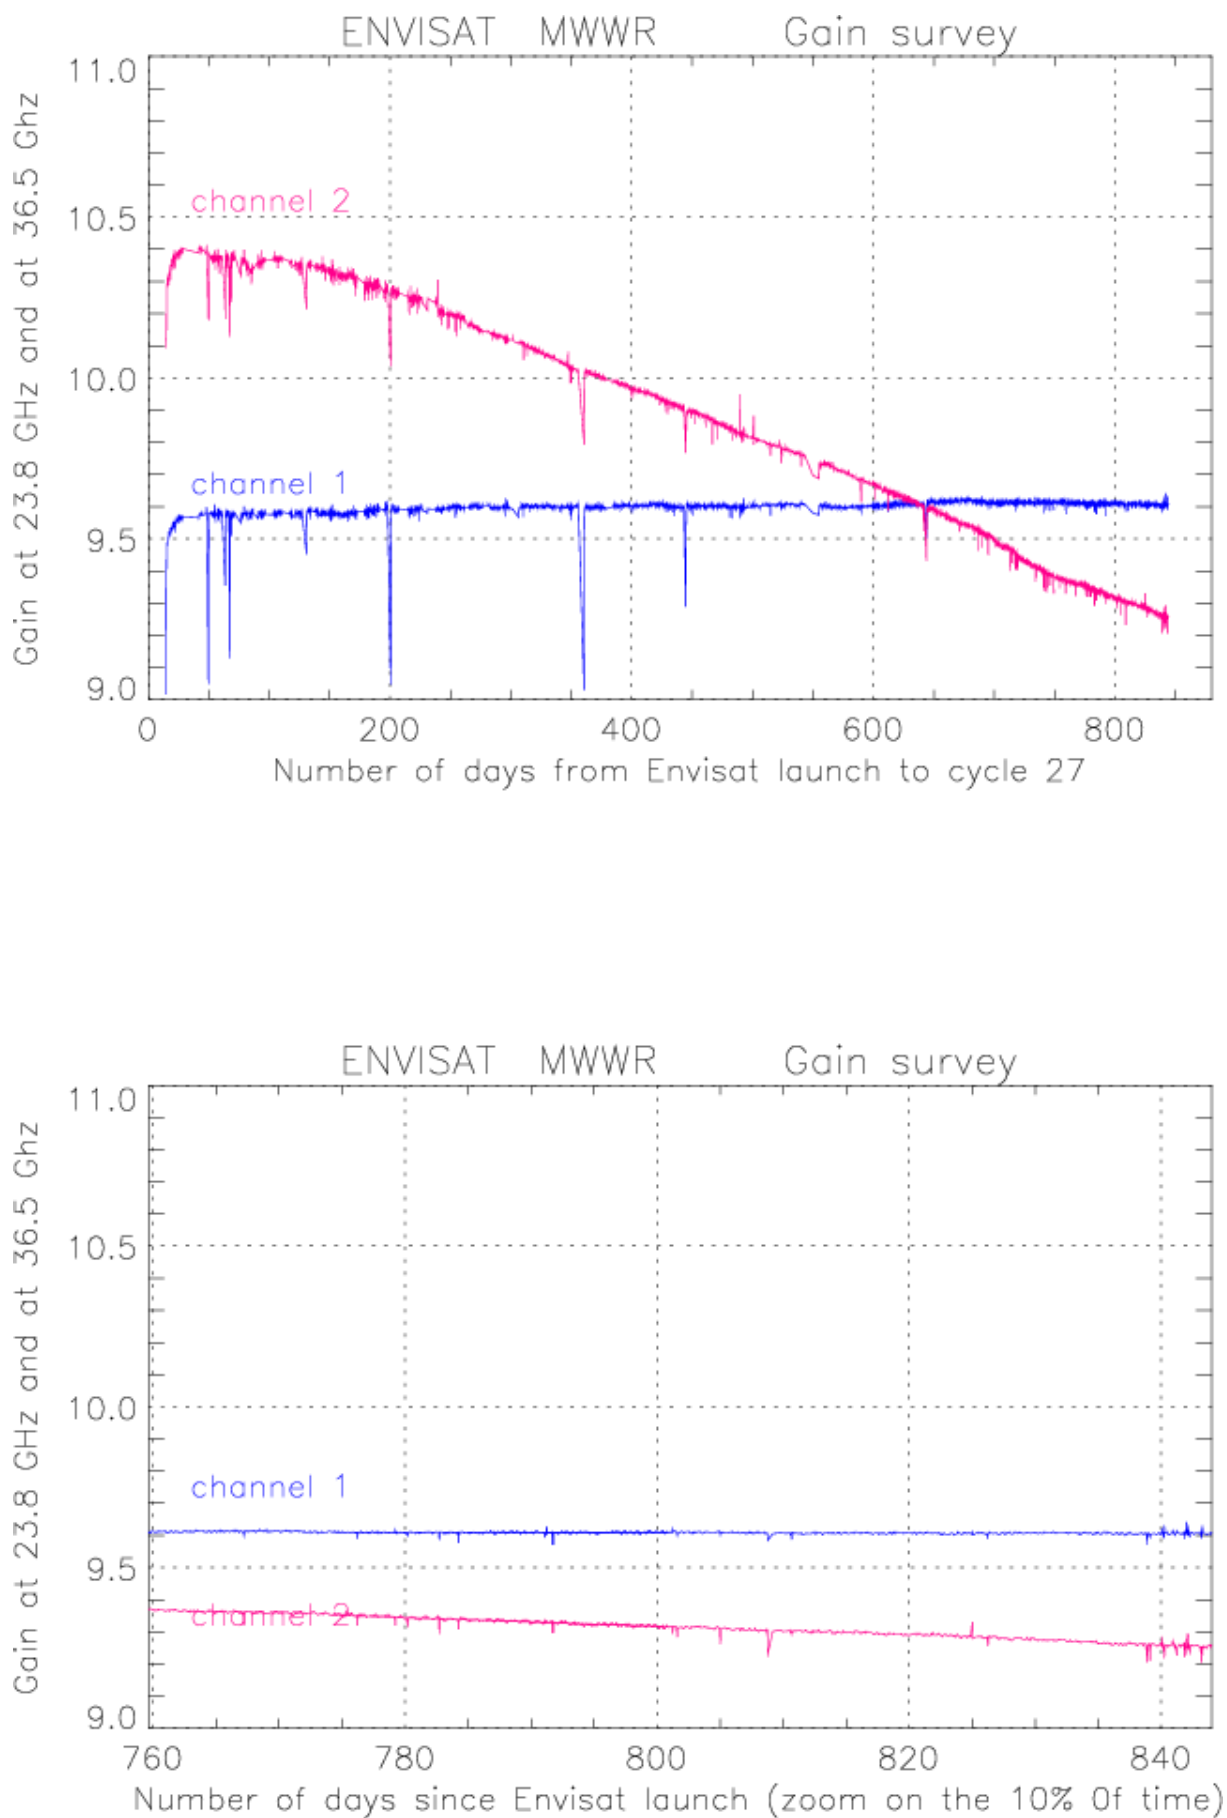 ENVISAT MWWR Gain survey
Gain at 23.8 GHz and at 36.5 Ghz
11.0
10.5
10.0
9.5
9.0
channel 2
channel 1
0 200 400 600 800
Number of days from Envisat launch to cycle 27
ENVISAT MWWR Gain survey
Gain at 23.8 GHz and at 36.5 Ghz
11.0
10.5
10.0
9.5
9.0
channel 1
channel 2
760 780 800 820 840
Number of days since Envisat launch (zoom on the 10% 0f time)